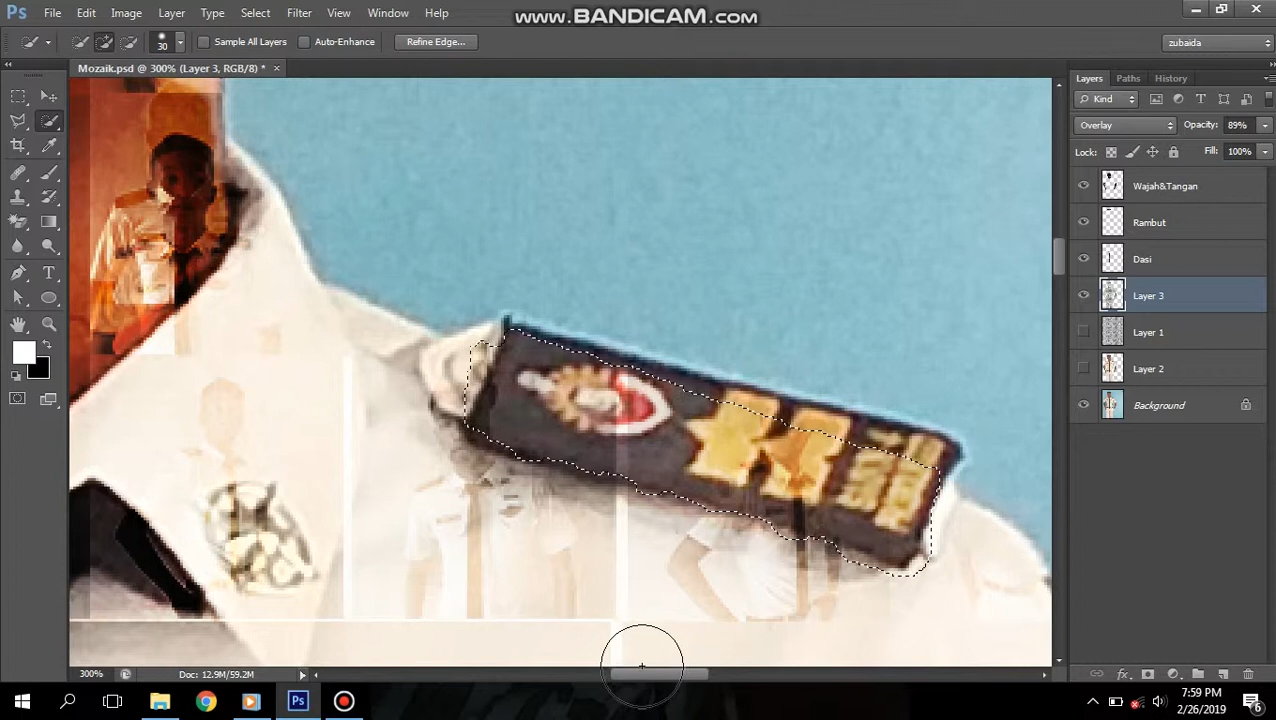 Ps File Edit Image Layer Type Select Filter View Window Help
www.BANDICAM.com
30 Sample All Layers Auto-Enhance Refine Edge... zubaida
Mozaik.psd @ 300% (Layer 3, RGB/8) * ×
Layers Paths History
Kind
Overlay Opacity: 89%
Lock: Fill: 100%
Wajah&Tangan
Rambut
Dasi
Layer 3
Layer 1
Layer 2
Background
300% Doc: 12.9M/59.2M
fx
Ps
7:59 PM
2/26/2019
6